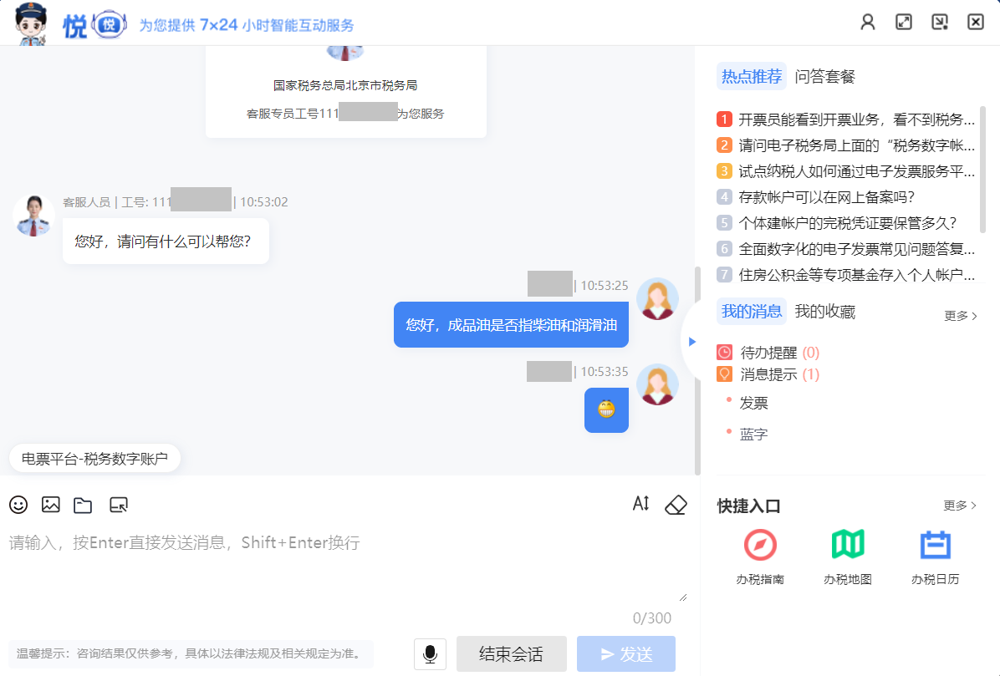 悦 悦 为您提供 7×24 小时智能互动服务
国家税务总局北京市税务局
客服专员工号111 为您服务
客服人员 | 工号: 111 | 10:53:02
您好，请问有什么可以帮您？
| 10:53:25
您好，成品油是否指柴油和润滑油
| 10:53:35
电票平台-税务数字账户
请输入，按Enter直接发送消息，Shift+Enter换行
0/300
温馨提示：咨询结果仅供参考，具体以法律法规及相关规定为准。
结束会话
发送
热点推荐 问答套餐
1 开票员能看到开票业务，看不到税务...
2 请问电子税务局上面的“税务数字帐...
3 试点纳税人如何通过电子发票服务平...
4 存款帐户可以在网上备案吗？
5 个体建帐户的完税凭证要保管多久？
6 全面数字化的电子发票常见问题答复...
7 住房公积金等专项基金存入个人帐户...
我的消息 我的收藏 更多 >
待办提醒 (0)
消息提示 (1)
发票
蓝字
快捷入口 更多 >
办税指南 办税地图 办税日历